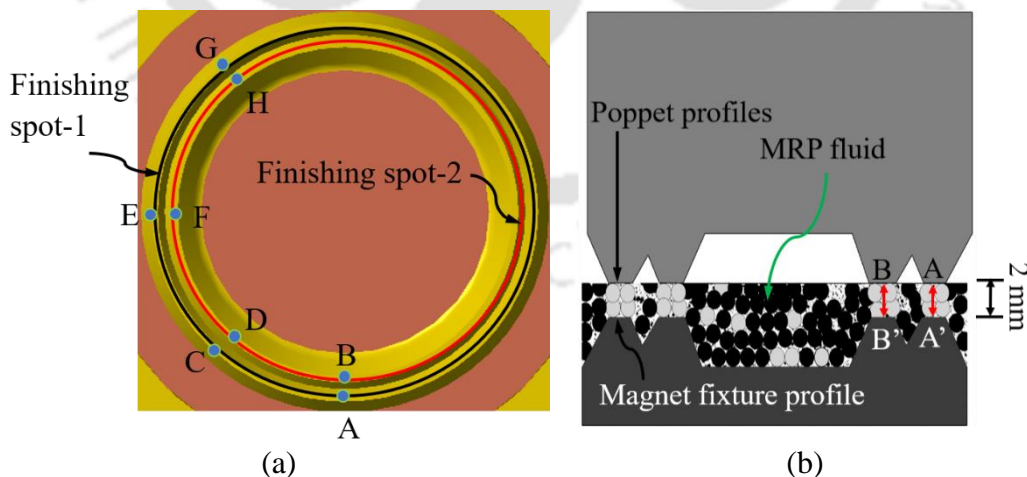 G
Finishing
spot-1
H
Finishing spot-2
E
F
D
C
B
A
(a)
Poppet profiles
MRP fluid
B
A
2 mm
B'
A'
Magnet fixture profile
(b)